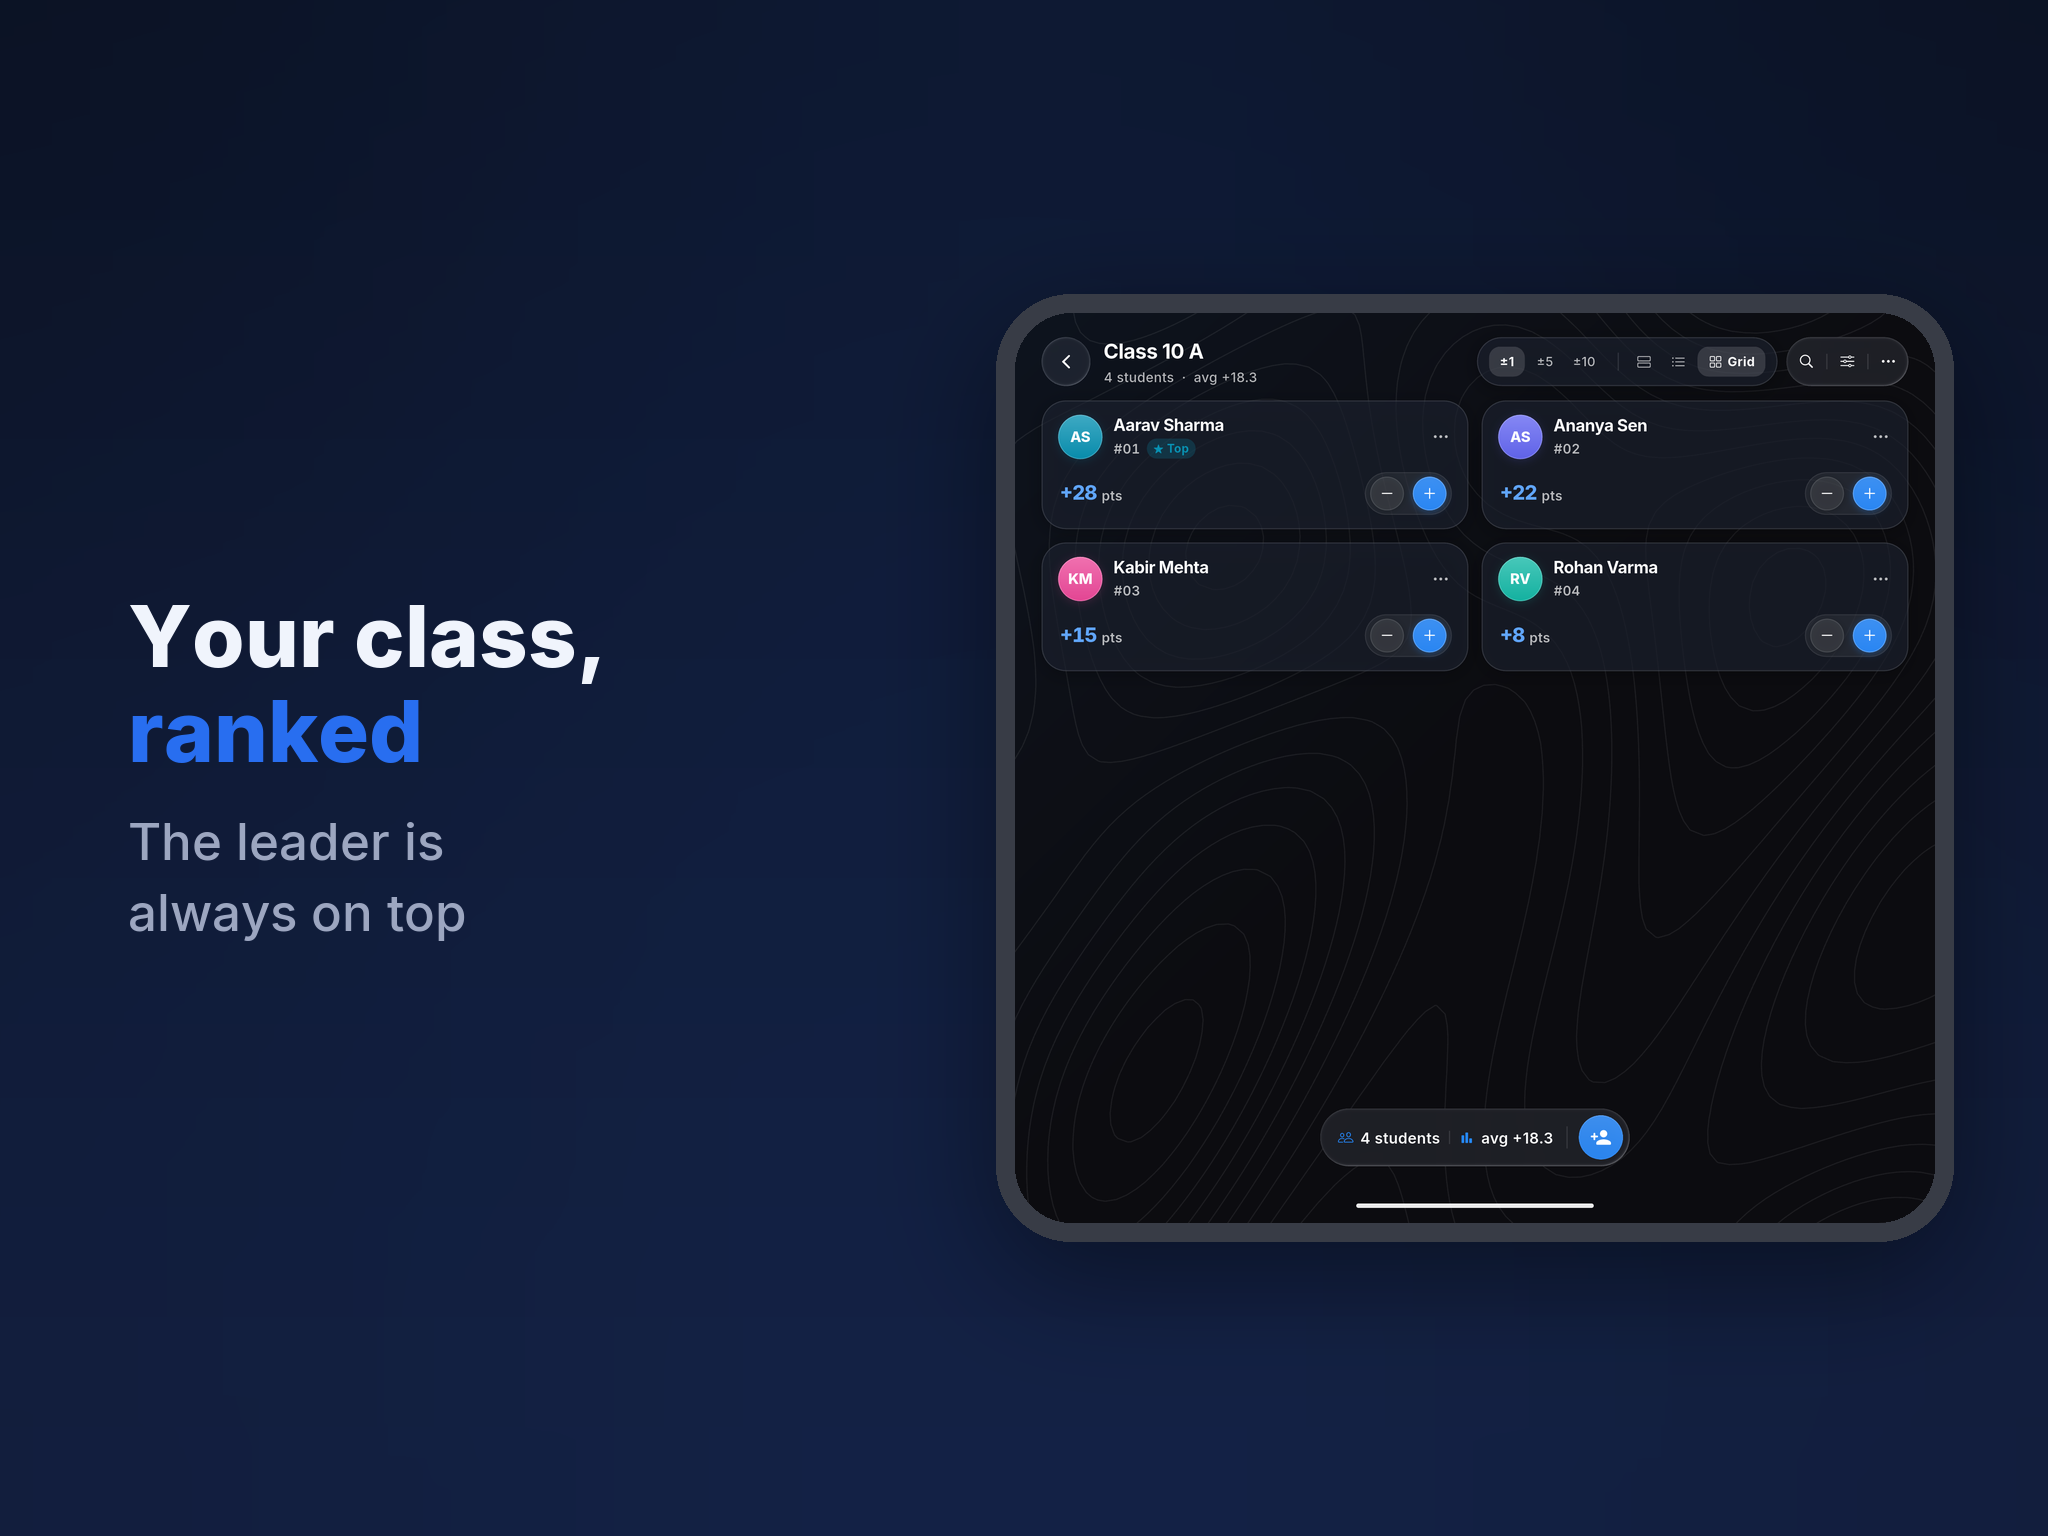 Your class,
ranked
The leader is
always on top
Class 10 A
4 students · avg +18.3
±1 ±5 ±10 Grid
AS Aarav Sharma
#01 Top
+28 pts
AS Ananya Sen
#02
+22 pts
KM Kabir Mehta
#03
+15 pts
RV Rohan Varma
#04
+8 pts
4 students avg +18.3